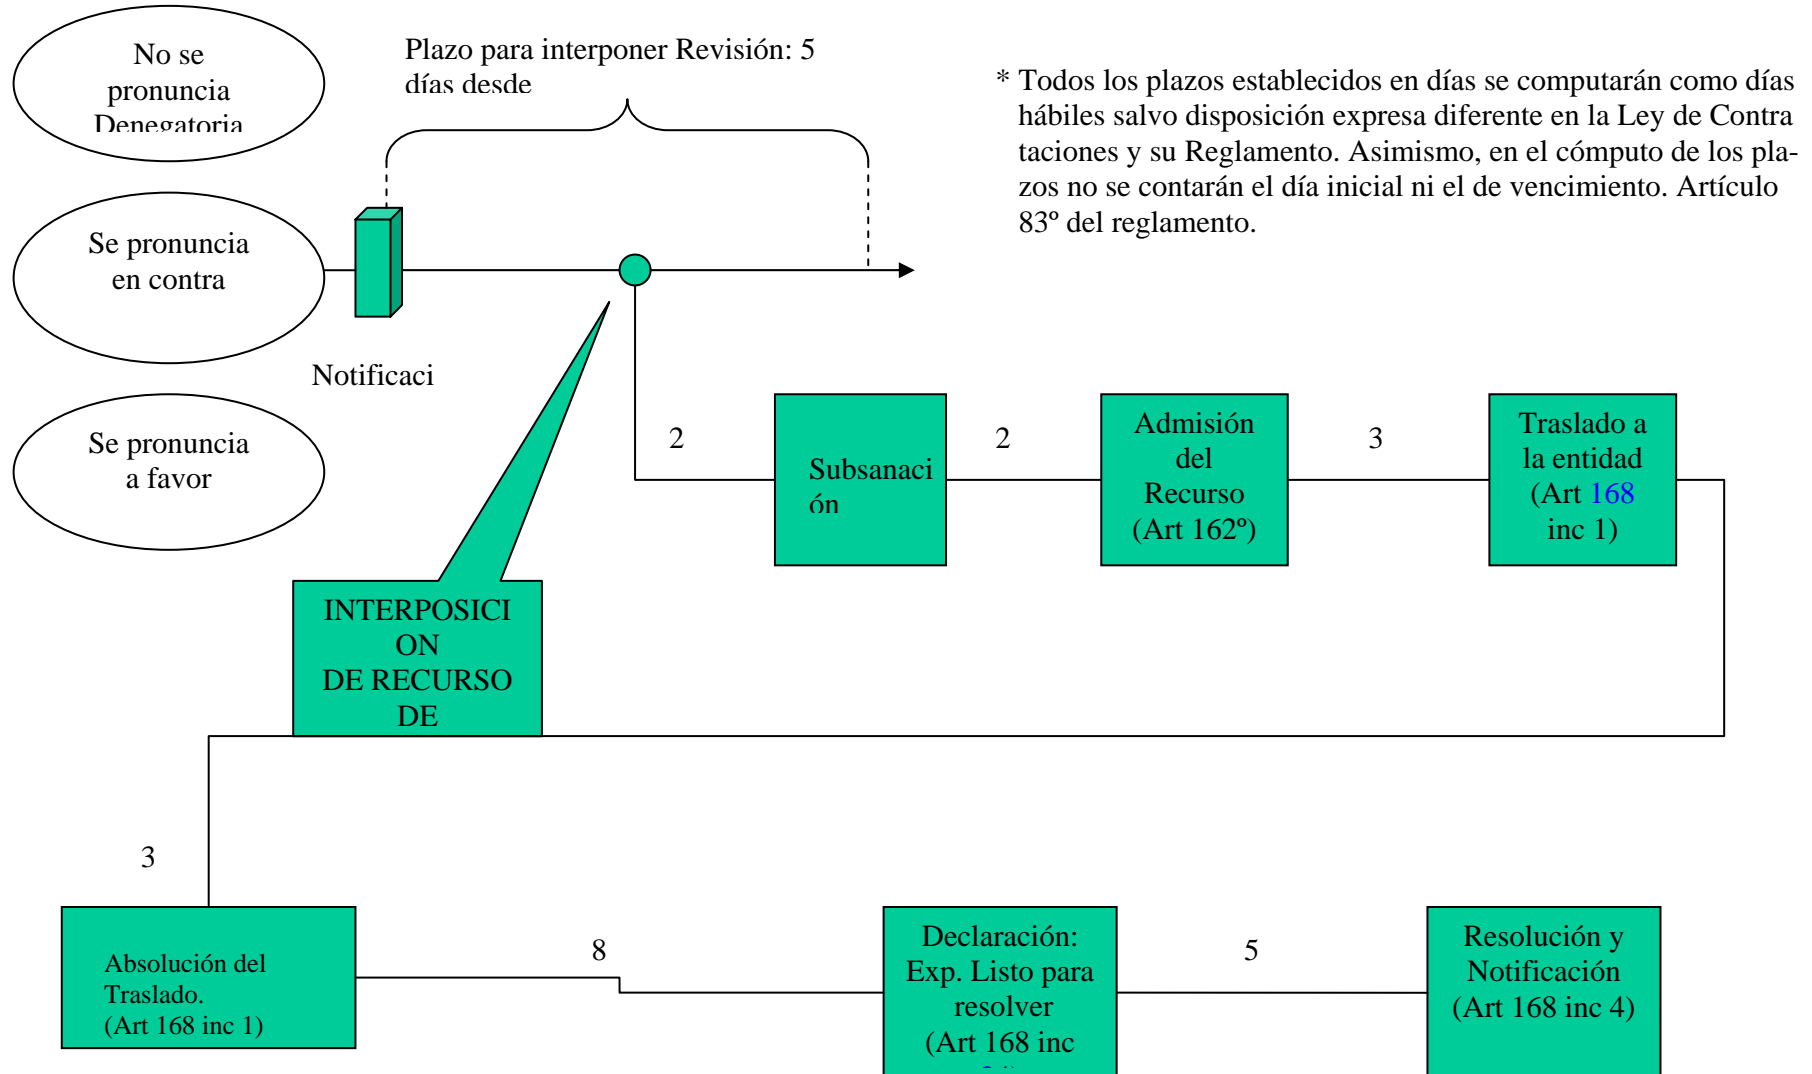 No se
pronuncia
Denegatoria
Plazo para interponer Revisión: 5
días desde
* Todos los plazos establecidos en días se computarán como días
hábiles salvo disposición expresa diferente en la Ley de Contra
taciones y su Reglamento. Asimismo, en el cómputo de los pla-
zos no se contarán el día inicial ni el de vencimiento. Artículo
83º del reglamento.
Se pronuncia
en contra
Notificaci
Se pronuncia
a favor
2
Subsanaci
ón
2
Admisión
del
Recurso
(Art 162º)
3
Traslado a
la entidad
(Art 168
inc 1)
INTERPOSICI
ON
DE RECURSO
DE
3
Absolución del
Traslado.
(Art 168 inc 1)
8
Declaración:
Exp. Listo para
resolver
(Art 168 inc
5
Resolución y
Notificación
(Art 168 inc 4)